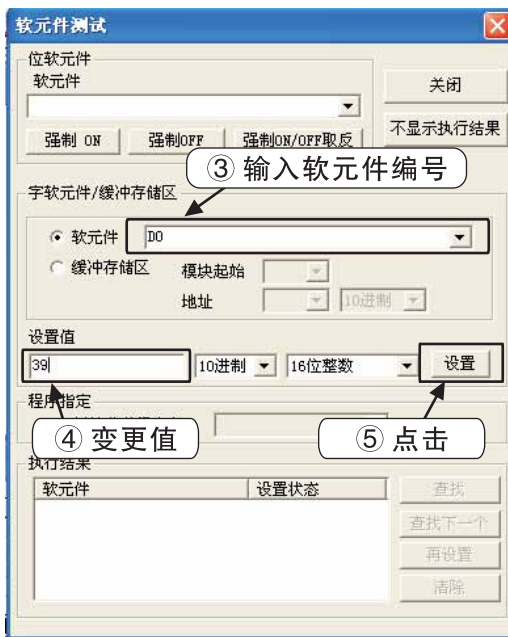 软元件测试
位软元件
软元件
关闭
强制 ON 强制OFF 强制ON/OFF取反
不显示执行结果
③ 输入软元件编号
字软元件/缓冲存储区
软元件 D0
缓冲存储区 模块起始
地址 10进制
设置值
39 10进制 16位整数 设置
程序指定
④ 变更值 ⑤ 点击
执行结果
软元件 设置状态 查找
查找下一个
再设置
清除